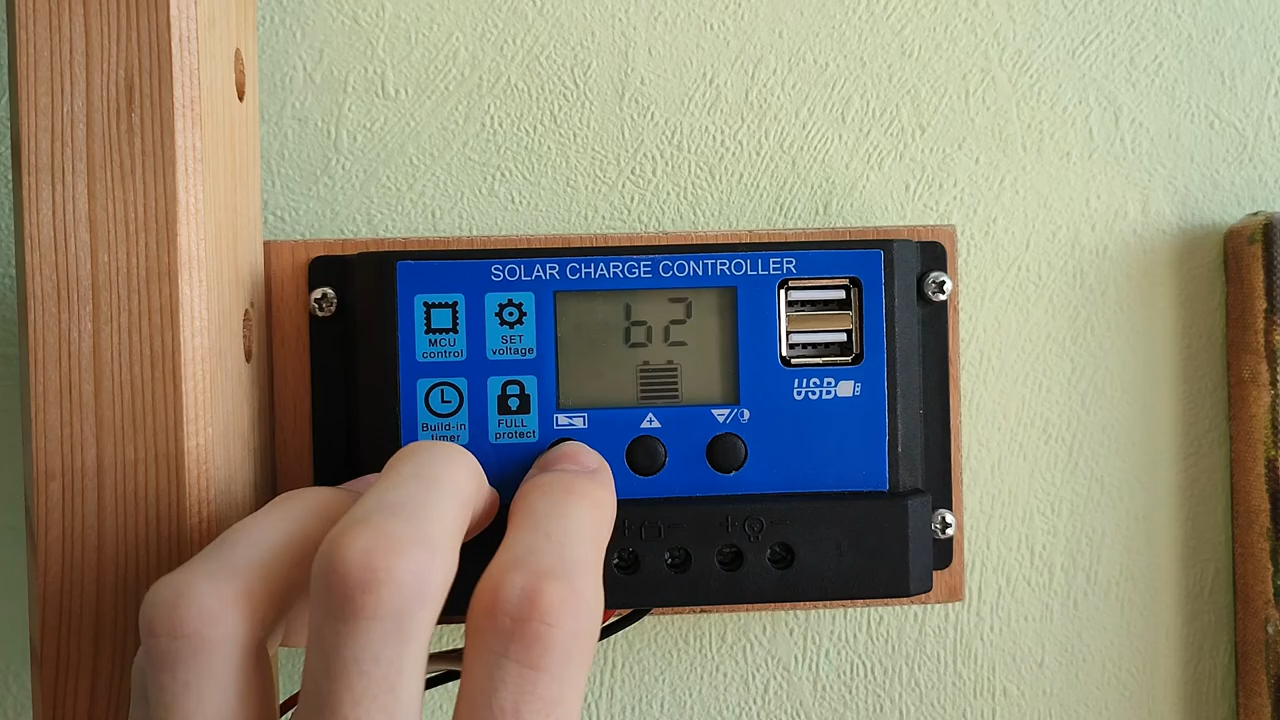 SOLAR CHARGE CONTROLLER
MCU
control
SET
voltage
b2
Build-in
timer
FULL
protect
USB